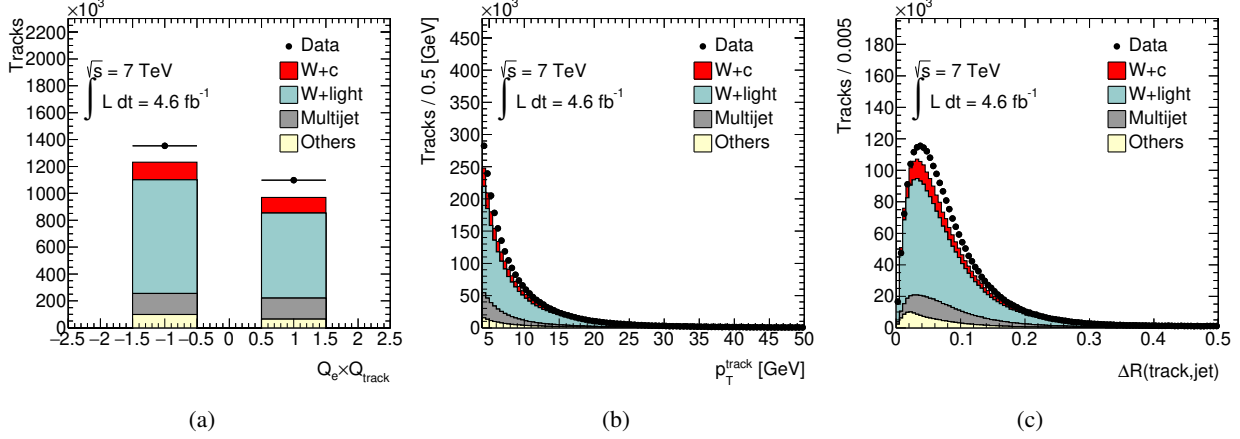 ×10³
Tracks
2200
2000
1800
1600
1400
1200
1000
800
600
400
200
0
√s = 7 TeV
∫ L dt = 4.6 fb⁻¹
Data
W+c
W+light
Multijet
Others
−2.5 −2 −1.5 −1 −0.5 0 0.5 1 1.5 2 2.5
Qₑ×Q_track
(a)
×10³
Tracks / 0.5 [GeV]
450
400
350
300
250
200
150
100
50
0
√s = 7 TeV
∫ L dt = 4.6 fb⁻¹
Data
W+c
W+light
Multijet
Others
5 10 15 20 25 30 35 40 45 50
p_T^track [GeV]
(b)
×10³
Tracks / 0.005
180
160
140
120
100
80
60
40
20
0
√s = 7 TeV
∫ L dt = 4.6 fb⁻¹
Data
W+c
W+light
Multijet
Others
0 0.1 0.2 0.3 0.4 0.5
ΔR(track,jet)
(c)